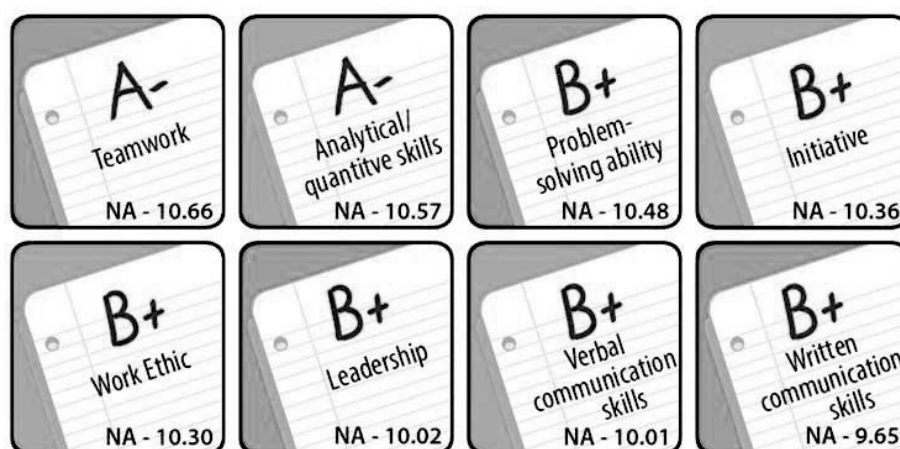 A-
Teamwork
NA - 10.66
A-
Analytical/
quantitve skills
NA - 10.57
B+
Problem-
solving ability
NA - 10.48
B+
Initiative
NA - 10.36
B+
Work Ethic
NA - 10.30
B+
Leadership
NA - 10.02
B+
Verbal
communication
skills
NA - 10.01
B+
Written
communication
skills
NA - 9.65